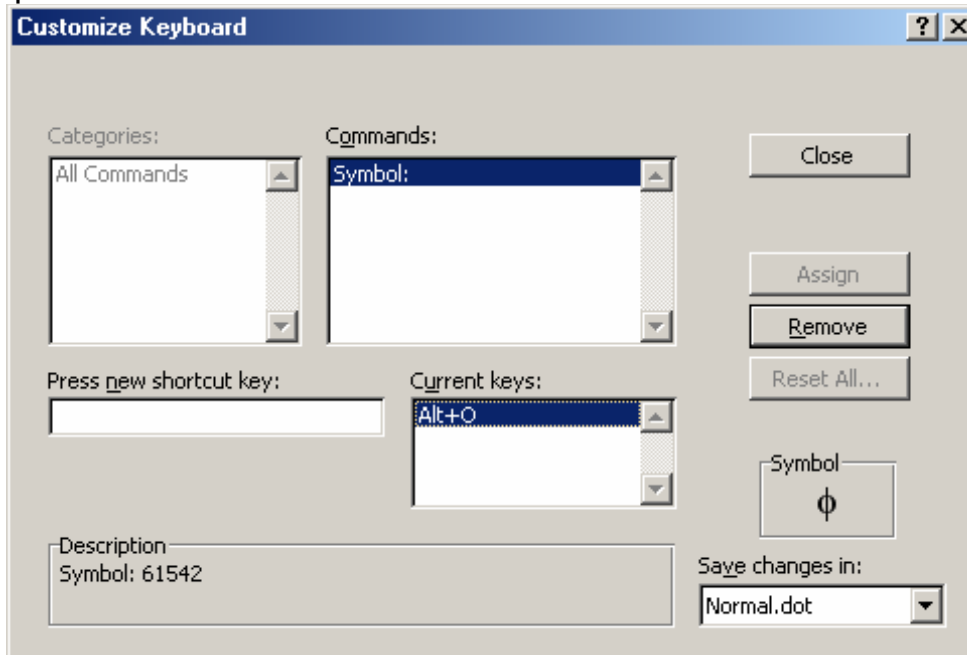 Customize Keyboard
Categories:
Commands:
All Commands
Symbol:
Close
Assign
Remove
Reset All...
Press new shortcut key:
Current keys:
Alt+O
Symbol
ϕ
Description
Symbol: 61542
Save changes in:
Normal.dot